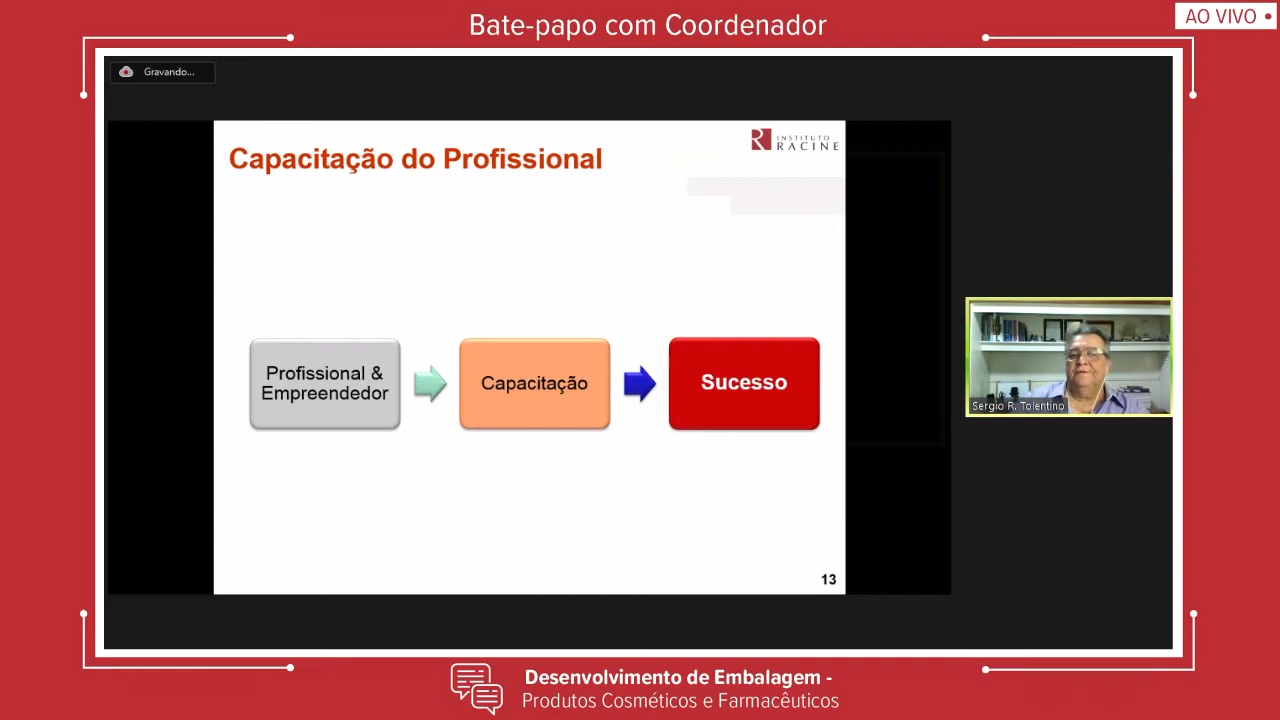 Bate-papo com Coordenador
AO VIVO
Gravando...
INSTITUTO
RACINE
Capacitação do Profissional
Profissional &
Empreendedor
Capacitação
Sucesso
Sergio R. Tolentino
13
Desenvolvimento de Embalagem -
Produtos Cosméticos e Farmacêuticos